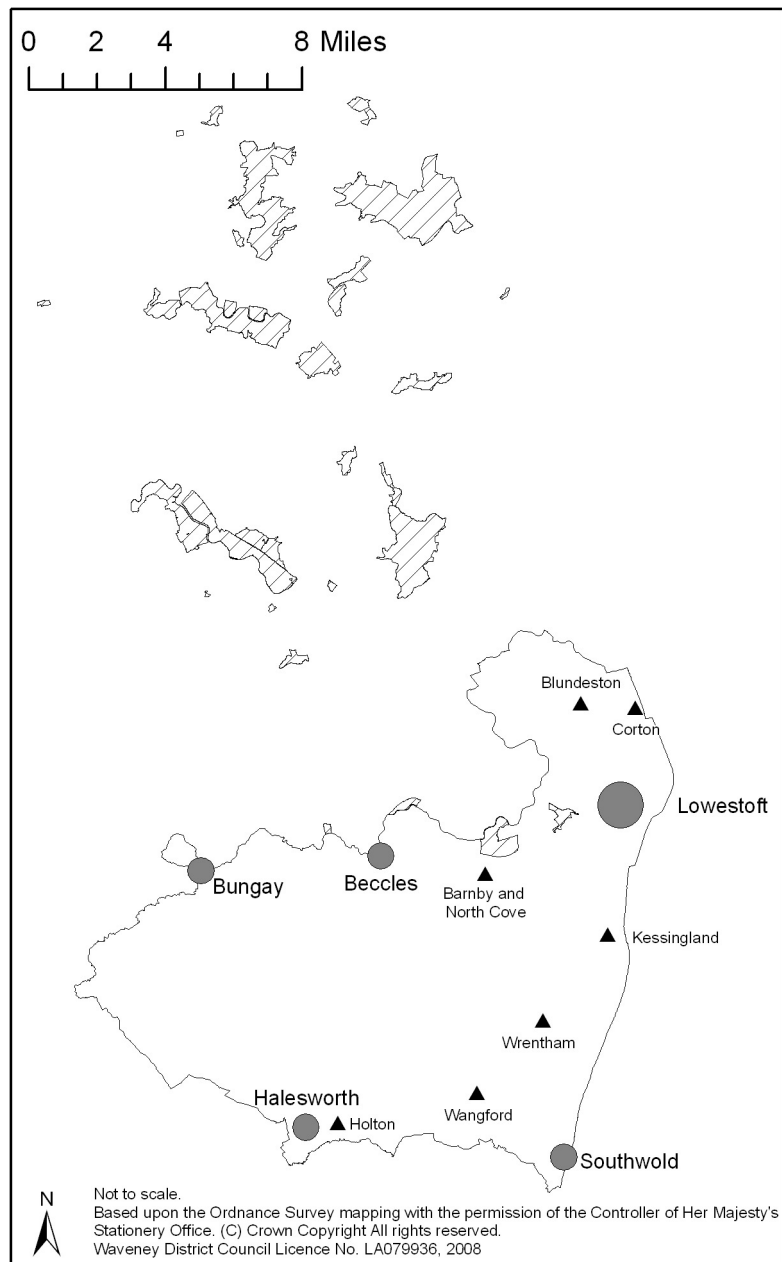 0 2 4 8 Miles
Blundeston
Corton
Lowestoft
Bungay
Beccles
Barnby and
North Cove
Kessingland
Wrentham
Halesworth
Holton
Wangford
Southwold
N
Not to scale.
Based upon the Ordnance Survey mapping with the permission of the Controller of Her Majesty's
Stationery Office. (C) Crown Copyright All rights reserved.
Waveney District Council Licence No. LA079936, 2008